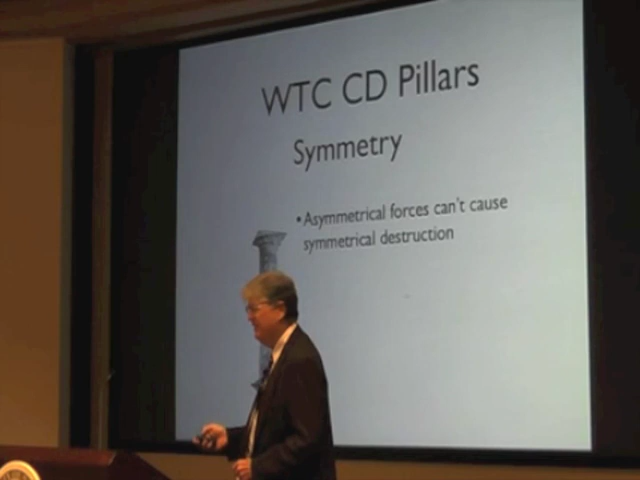 WTC CD Pillars
Symmetry
• Asymmetrical forces can't cause
symmetrical destruction